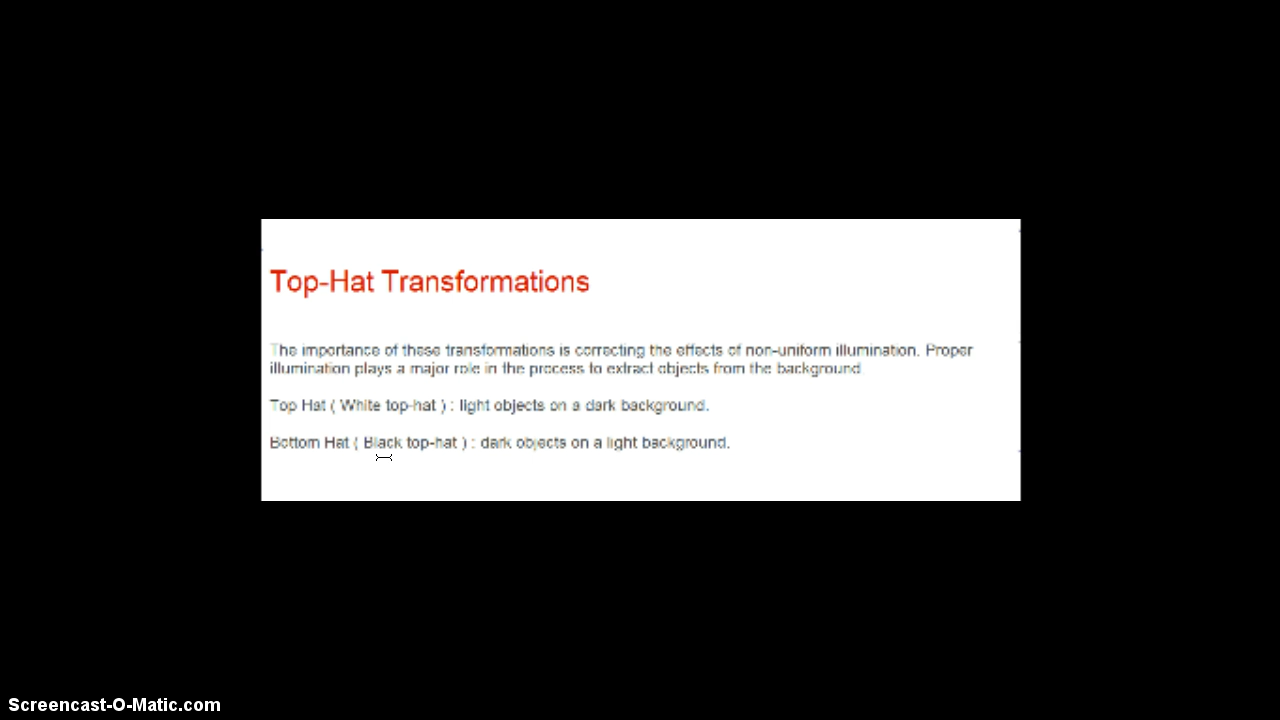 Top-Hat Transformations
The importance of these transformations is correcting the effects of non-uniform illumination. Proper
illumination plays a major role in the process to extract objects from the background
Top Hat ( White top-hat ) : light objects on a dark background.
Bottom Hat ( Black top-hat ) : dark objects on a light background.
Screencast-O-Matic.com